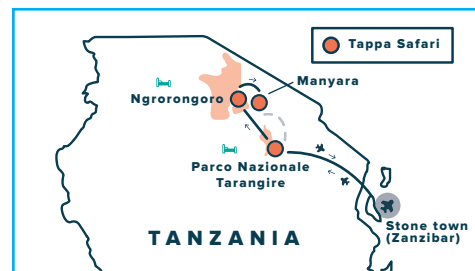 Tappa Safari
Manyara
Ngrorongoro
Parco Nazionale
Tarangire
Stone town
(Zanzibar)
TANZANIA